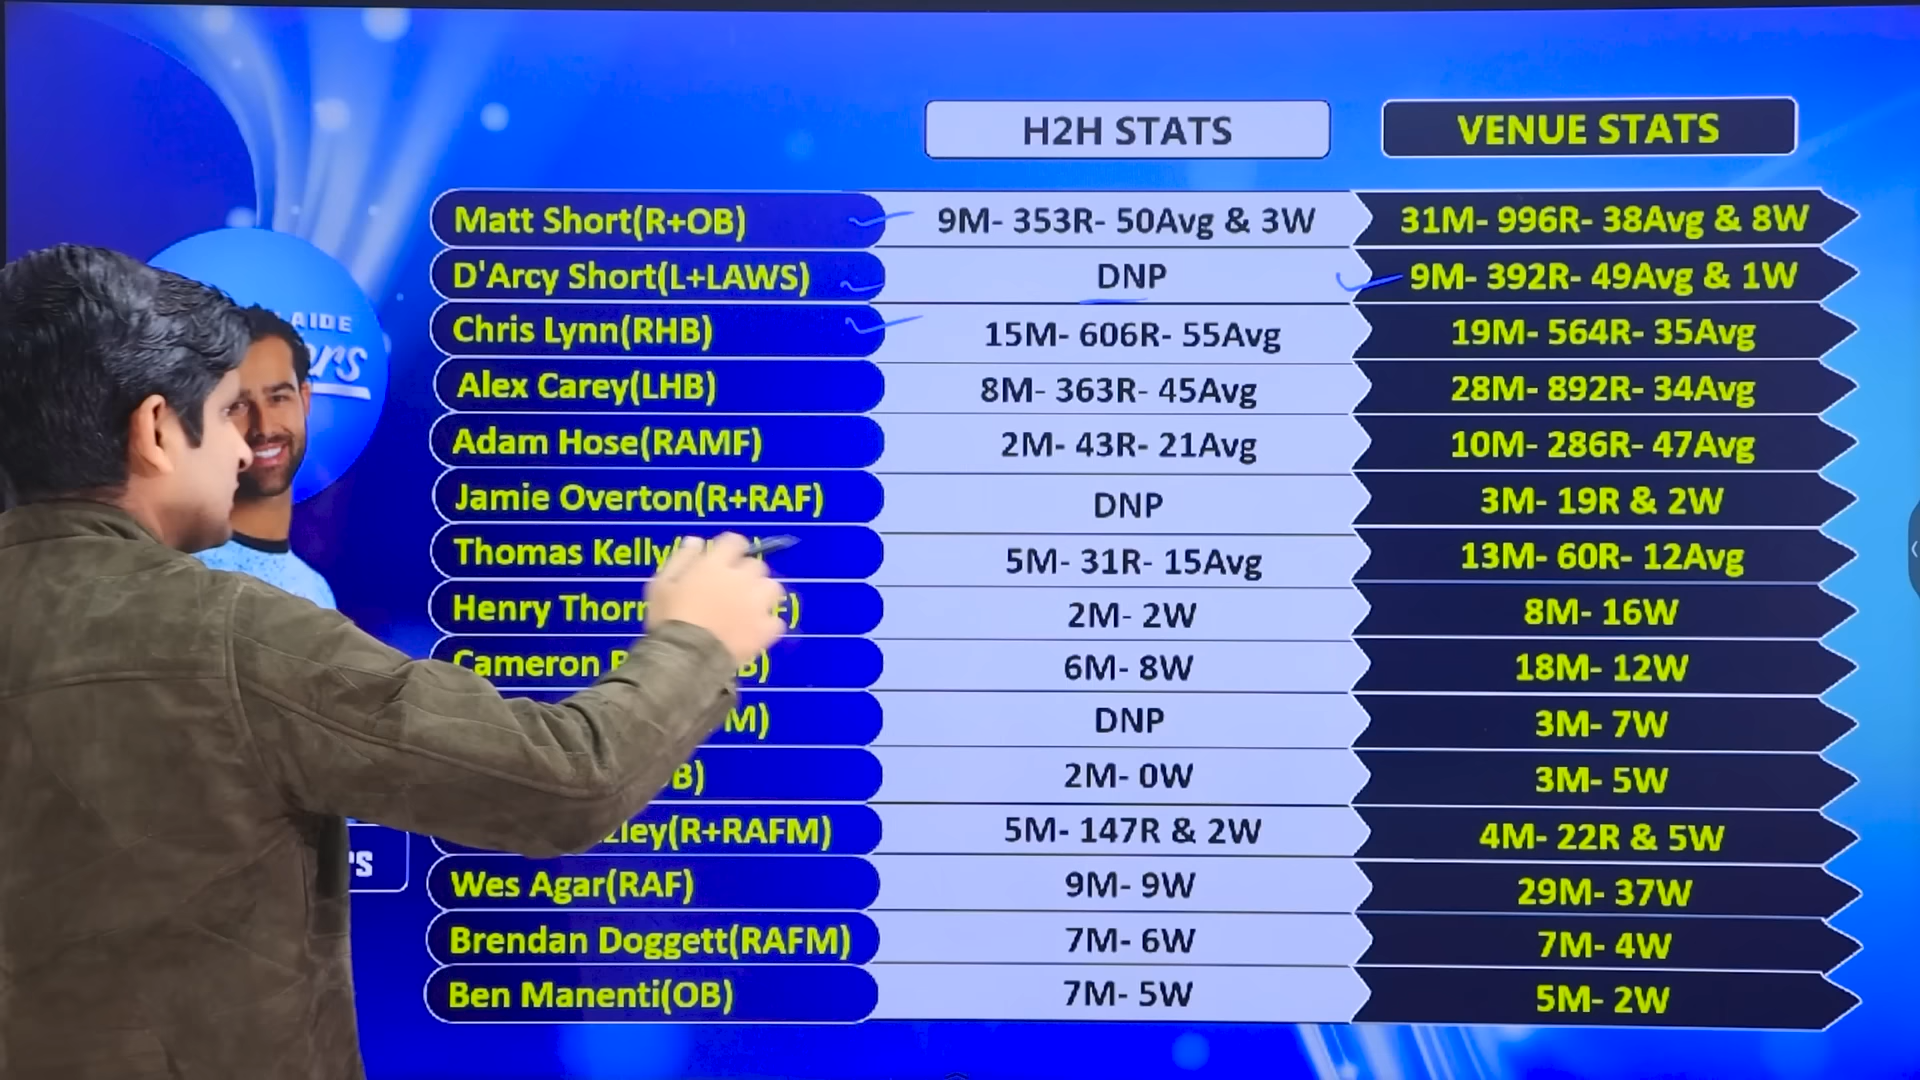 H2H STATS
VENUE STATS
Matt Short(R+OB) 9M- 353R- 50Avg & 3W 31M- 996R- 38Avg & 8W
D'Arcy Short(L+LAWS) DNP 9M- 392R- 49Avg & 1W
Chris Lynn(RHB) 15M- 606R- 55Avg 19M- 564R- 35Avg
Alex Carey(LHB) 8M- 363R- 45Avg 28M- 892R- 34Avg
Adam Hose(RAMF) 2M- 43R- 21Avg 10M- 286R- 47Avg
Jamie Overton(R+RAF) DNP 3M- 19R & 2W
Thomas Kelly 5M- 31R- 15Avg 13M- 60R- 12Avg
Henry 2M- 2W 8M- 16W
Cameron 6M- 8W 18M- 12W
DNP 3M- 7W
2M- 0W 3M- 5W
(R+RAFM) 5M- 147R & 2W 4M- 22R & 5W
Wes Agar(RAF) 9M- 9W 29M- 37W
Brendan Doggett(RAFM) 7M- 6W 7M- 4W
Ben Manenti(OB) 7M- 5W 5M- 2W